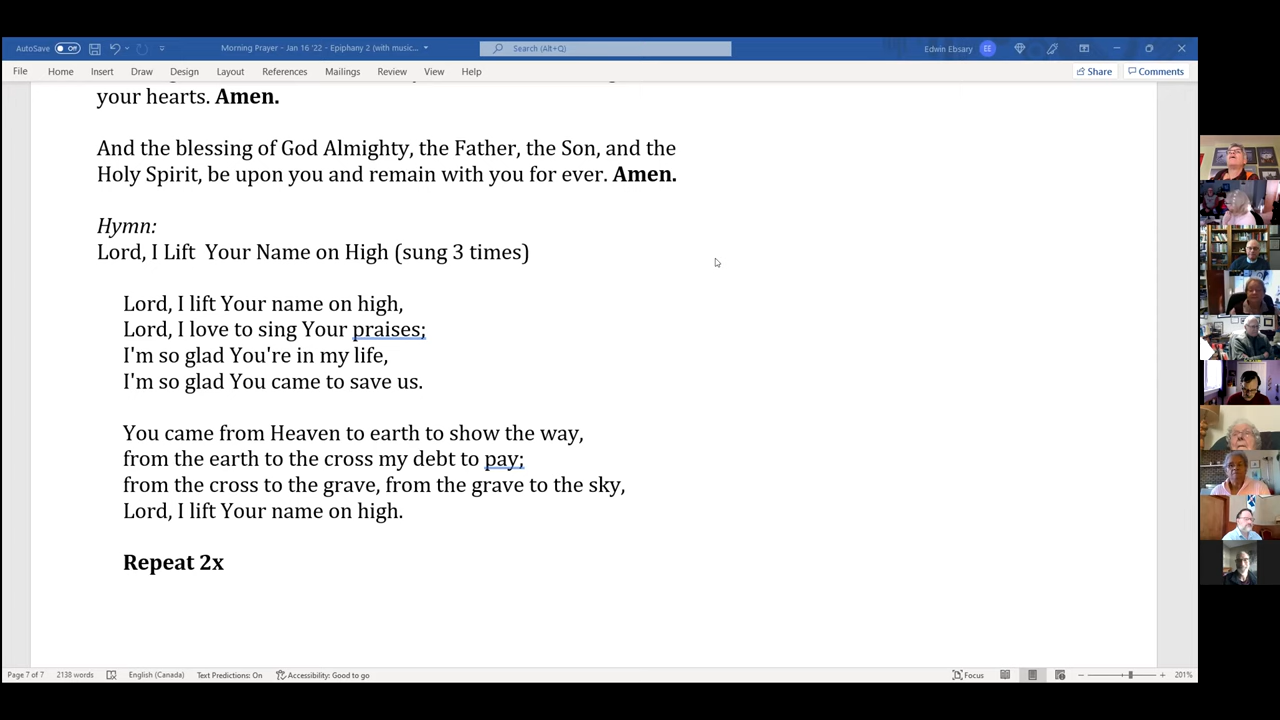 AutoSave Off Morning Prayer - Jan 16 '22 - Epiphany 2 (with music... Search (Alt+Q) Edwin Ebsary EE
File Home Insert Draw Design Layout References Mailings Review View Help Share Comments
your hearts. Amen.
And the blessing of God Almighty, the Father, the Son, and the
Holy Spirit, be upon you and remain with you for ever. Amen.
Hymn:
Lord, I Lift Your Name on High (sung 3 times)
Lord, I lift Your name on high,
Lord, I love to sing Your praises;
I'm so glad You're in my life,
I'm so glad You came to save us.
You came from Heaven to earth to show the way,
from the earth to the cross my debt to pay;
from the cross to the grave, from the grave to the sky,
Lord, I lift Your name on high.
Repeat 2x
Page 7 of 7 2138 words English (Canada) Text Predictions: On Accessibility: Good to go Focus 201%